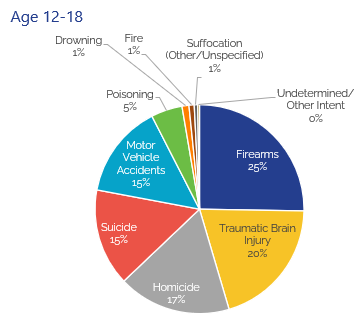 Age 12-18
Drowning
1%
Fire
1%
Suffocation
(Other/Unspecified)
1%
Undetermined/
Other Intent
0%
Poisoning
5%
Motor
Vehicle
Accidents
15%
Firearms
25%
Suicide
15%
Traumatic Brain
Injury
20%
Homicide
17%